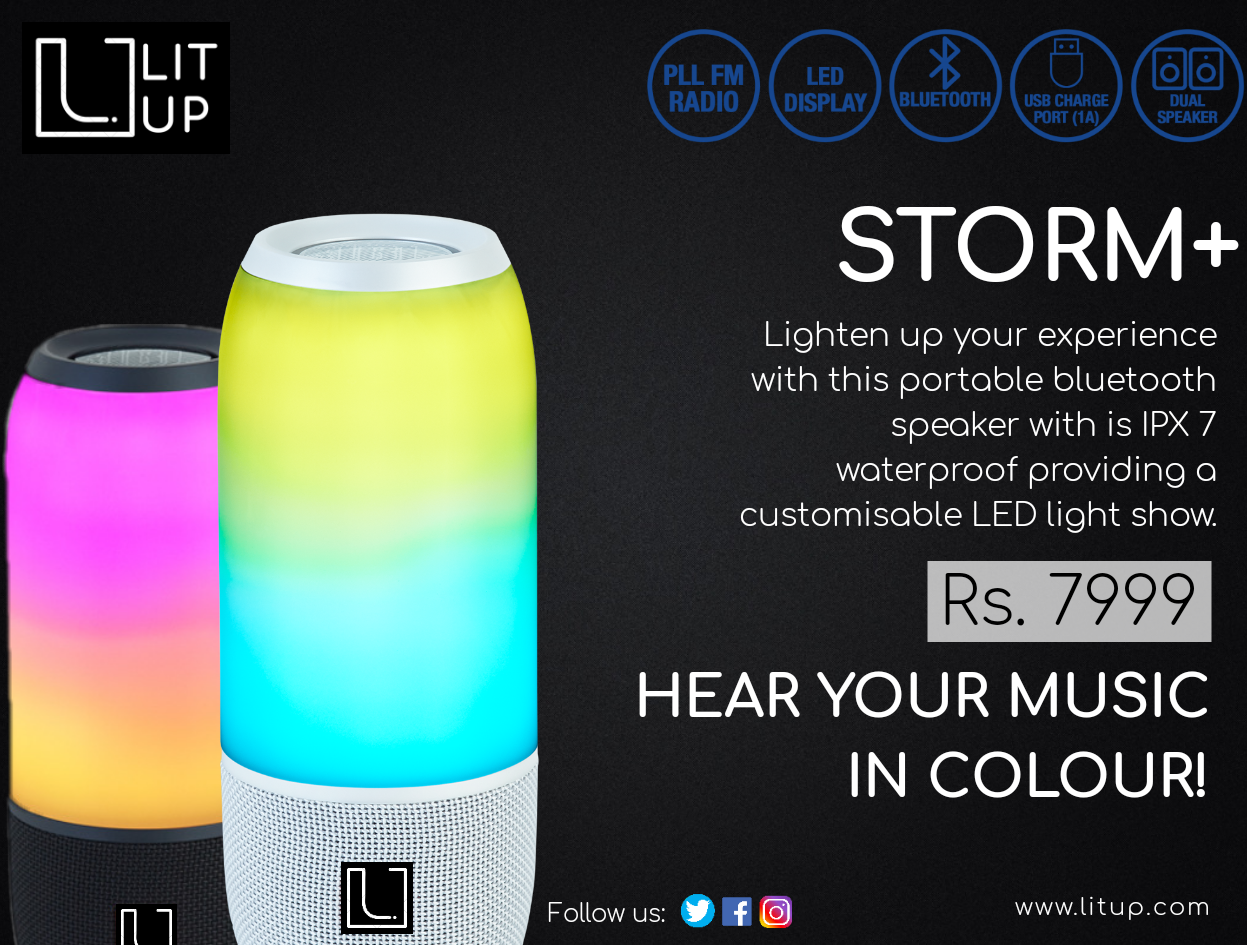 LIT
UP
PLL FM
RADIO
LED
DISPLAY
BLUETOOTH
USB CHARGE
PORT (1A)
DUAL
SPEAKER
STORM+
Lighten up your experience
with this portable bluetooth
speaker with is IPX 7
waterproof providing a
customisable LED light show.
Rs. 7999
HEAR YOUR MUSIC
IN COLOUR!
Follow us:
www.litup.com